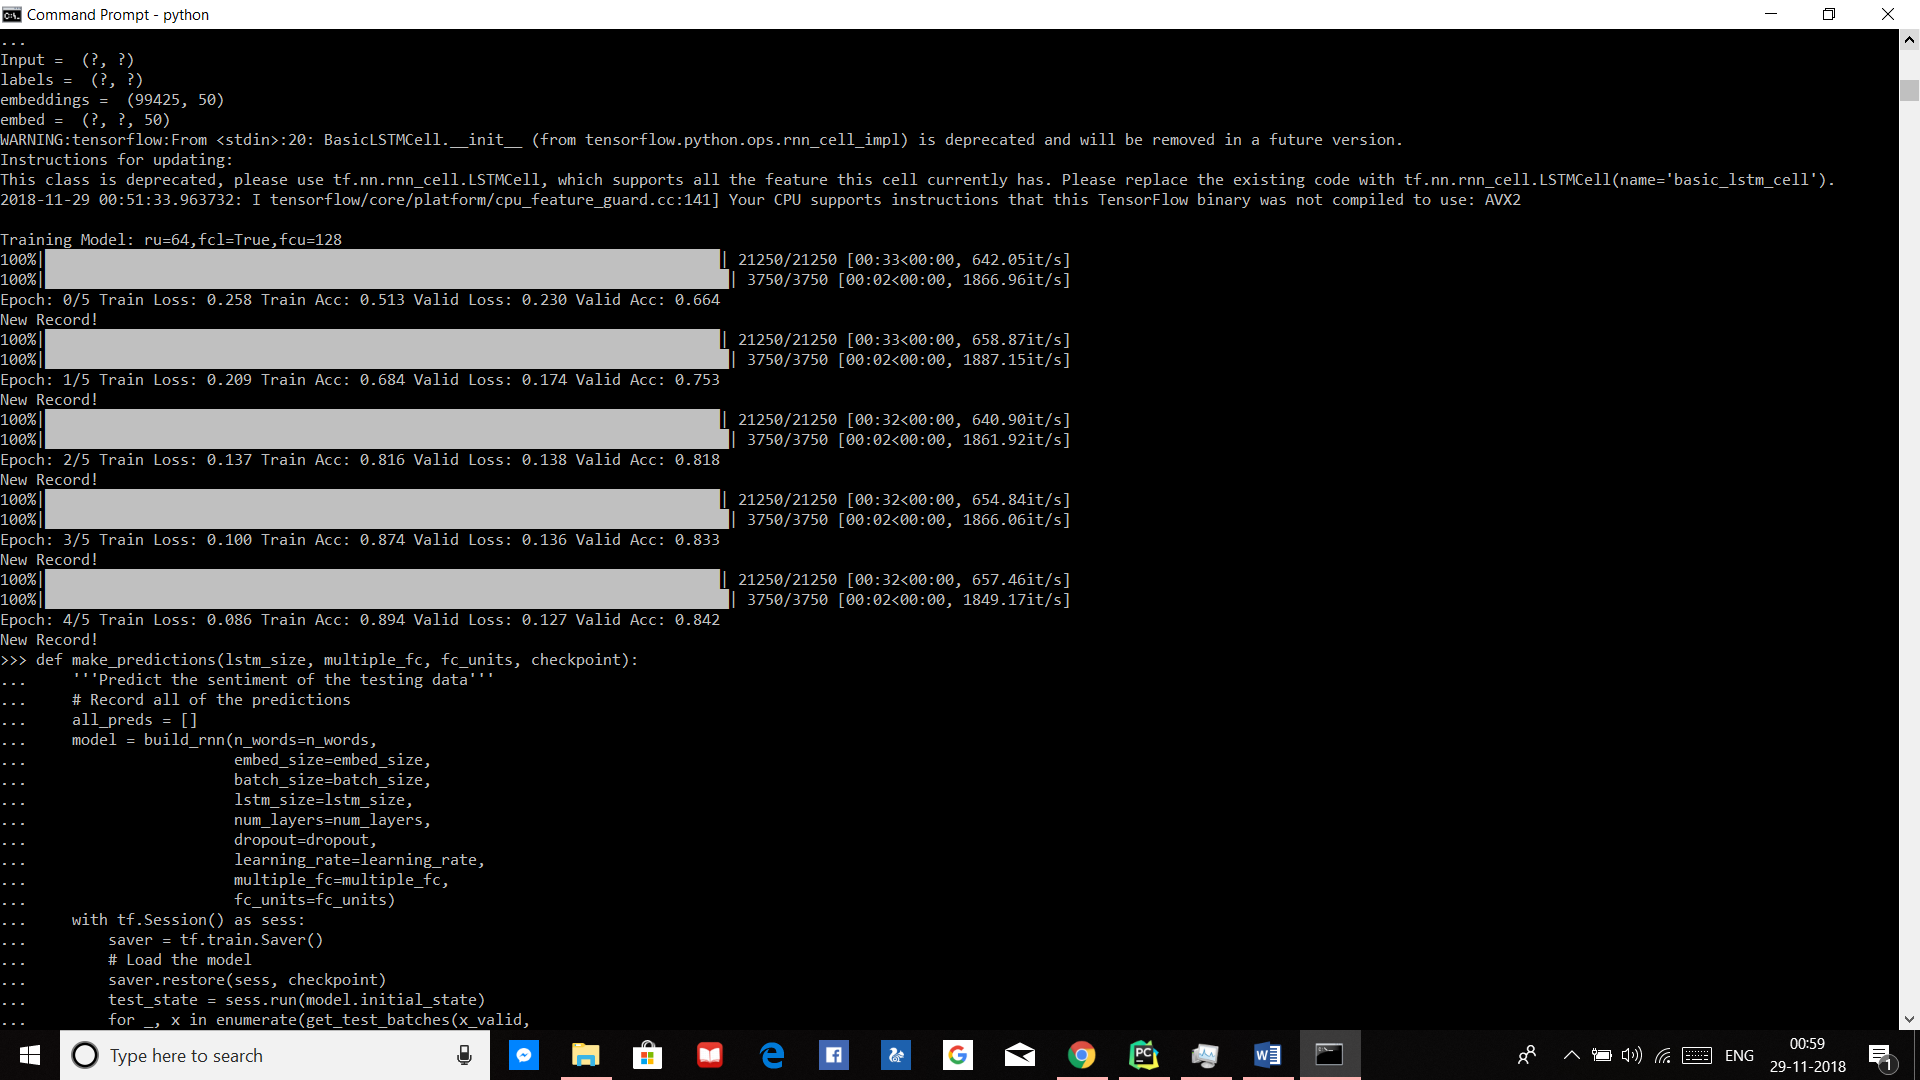 Command Prompt - python
...
Input =  (?, ?)
labels =  (?, ?)
embeddings =  (99425, 50)
embed =  (?, ?, 50)
WARNING:tensorflow:From <stdin>:20: BasicLSTMCell.__init__ (from tensorflow.python.ops.rnn_cell_impl) is deprecated and will be removed in a future version.
Instructions for updating:
This class is deprecated, please use tf.nn.rnn_cell.LSTMCell, which supports all the feature this cell currently has. Please replace the existing code with tf.nn.rnn_cell.LSTMCell(name='basic_lstm_cell').
2018-11-29 00:51:33.963732: I tensorflow/core/platform/cpu_feature_guard.cc:141] Your CPU supports instructions that this TensorFlow binary was not compiled to use: AVX2
Training Model: ru=64,fcl=True,fcu=128
100%| | 21250/21250 [00:33<00:00, 642.05it/s]
100%| | 3750/3750 [00:02<00:00, 1866.96it/s]
Epoch: 0/5 Train Loss: 0.258 Train Acc: 0.513 Valid Loss: 0.230 Valid Acc: 0.664
New Record!
100%| | 21250/21250 [00:33<00:00, 658.87it/s]
100%| | 3750/3750 [00:02<00:00, 1887.15it/s]
Epoch: 1/5 Train Loss: 0.209 Train Acc: 0.684 Valid Loss: 0.174 Valid Acc: 0.753
New Record!
100%| | 21250/21250 [00:32<00:00, 640.90it/s]
100%| | 3750/3750 [00:02<00:00, 1861.92it/s]
Epoch: 2/5 Train Loss: 0.137 Train Acc: 0.816 Valid Loss: 0.138 Valid Acc: 0.818
New Record!
100%| | 21250/21250 [00:32<00:00, 654.84it/s]
100%| | 3750/3750 [00:02<00:00, 1866.06it/s]
Epoch: 3/5 Train Loss: 0.100 Train Acc: 0.874 Valid Loss: 0.136 Valid Acc: 0.833
New Record!
100%| | 21250/21250 [00:32<00:00, 657.46it/s]
100%| | 3750/3750 [00:02<00:00, 1849.17it/s]
Epoch: 4/5 Train Loss: 0.086 Train Acc: 0.894 Valid Loss: 0.127 Valid Acc: 0.842
New Record!
>>> def make_predictions(lstm_size, multiple_fc, fc_units, checkpoint):
...     '''Predict the sentiment of the testing data'''
...     # Record all of the predictions
...     all_preds = []
...     model = build_rnn(n_words=n_words,
...                       embed_size=embed_size,
...                       batch_size=batch_size,
...                       lstm_size=lstm_size,
...                       num_layers=num_layers,
...                       dropout=dropout,
...                       learning_rate=learning_rate,
...                       multiple_fc=multiple_fc,
...                       fc_units=fc_units)
...     with tf.Session() as sess:
...         saver = tf.train.Saver()
...         # Load the model
...         saver.restore(sess, checkpoint)
...         test_state = sess.run(model.initial_state)
...         for _, x in enumerate(get_test_batches(x_valid,
Type here to search
ENG
00:59
29-11-2018
1